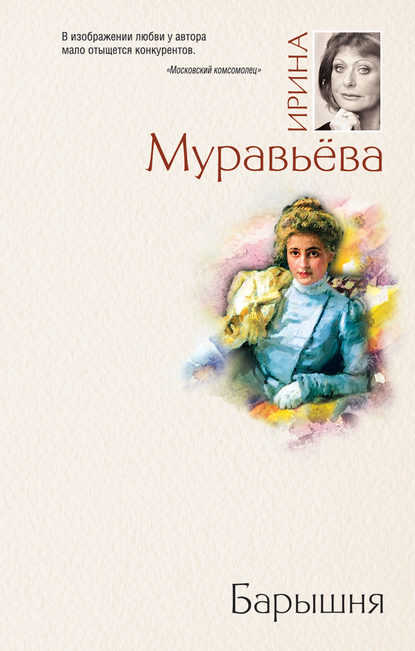 В изображении любви у автора
мало отыщется конкурентов.
«Московский комсомолец»
ИРИНА
Муравьёва
Барышня